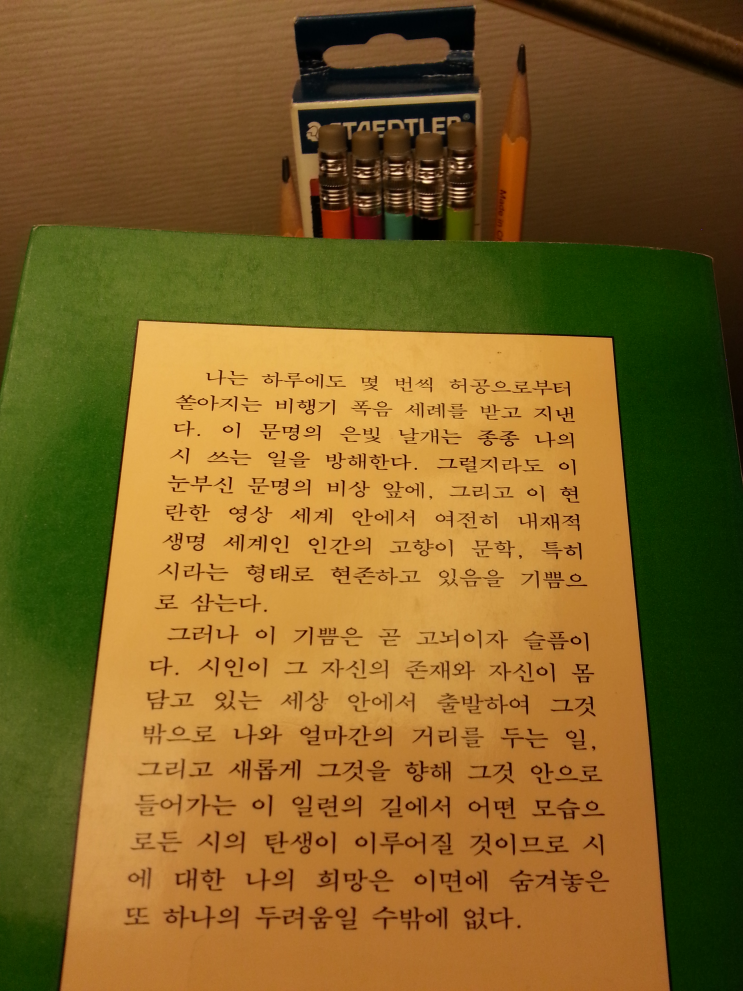 STAEDTLER
Made in
나는 하루에도 몇 번씩 허공으로부터
쏟아지는 비행기 폭음 세례를 받고 지낸
다. 이 문명의 은빛 날개는 종종 나의
시 쓰는 일을 방해한다. 그럴지라도 이
눈부신 문명의 비상 앞에, 그리고 이 현
란한 영상 세계 안에서 여전히 내재적
생명 세계인 인간의 고향이 문학, 특히
시라는 형태로 현존하고 있음을 기쁨으
로 삼는다.
그러나 이 기쁨은 곧 고뇌이자 슬픔이
다. 시인이 그 자신의 존재와 자신이 몸
담고 있는 세상 안에서 출발하여 그것
밖으로 나와 얼마간의 거리를 두는 일,
그리고 새롭게 그것을 향해 그것 안으로
들어가는 이 일련의 길에서 어떤 모습으
로든 시의 탄생이 이루어질 것이므로 시
에 대한 나의 희망은 이면에 숨겨놓은
또 하나의 두려움일 수밖에 없다.